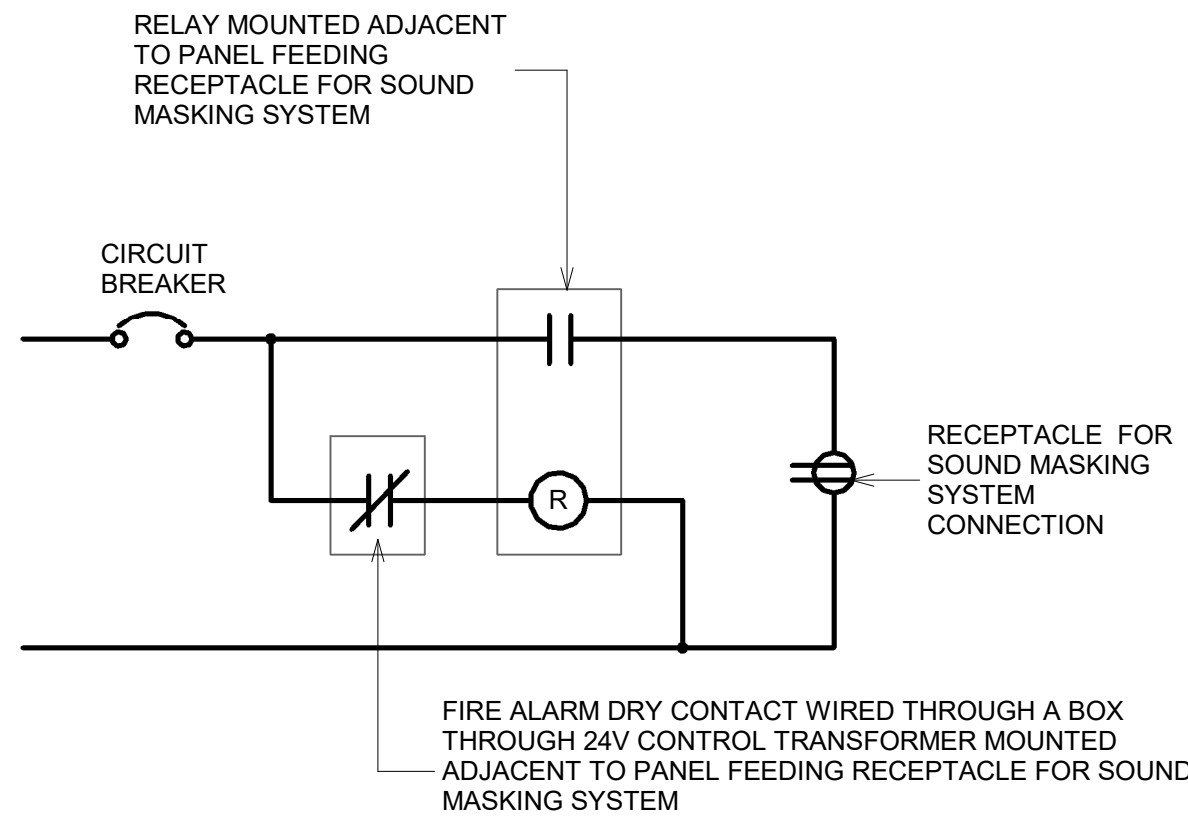 RELAY MOUNTED ADJACENT
TO PANEL FEEDING
RECEPTACLE FOR SOUND
MASKING SYSTEM
CIRCUIT
BREAKER
RECEPTACLE FOR
SOUND MASKING
SYSTEM
CONNECTION
R
FIRE ALARM DRY CONTACT WIRED THROUGH A BOX
THROUGH 24V CONTROL TRANSFORMER MOUNTED
ADJACENT TO PANEL FEEDING RECEPTACLE FOR SOUND
MASKING SYSTEM